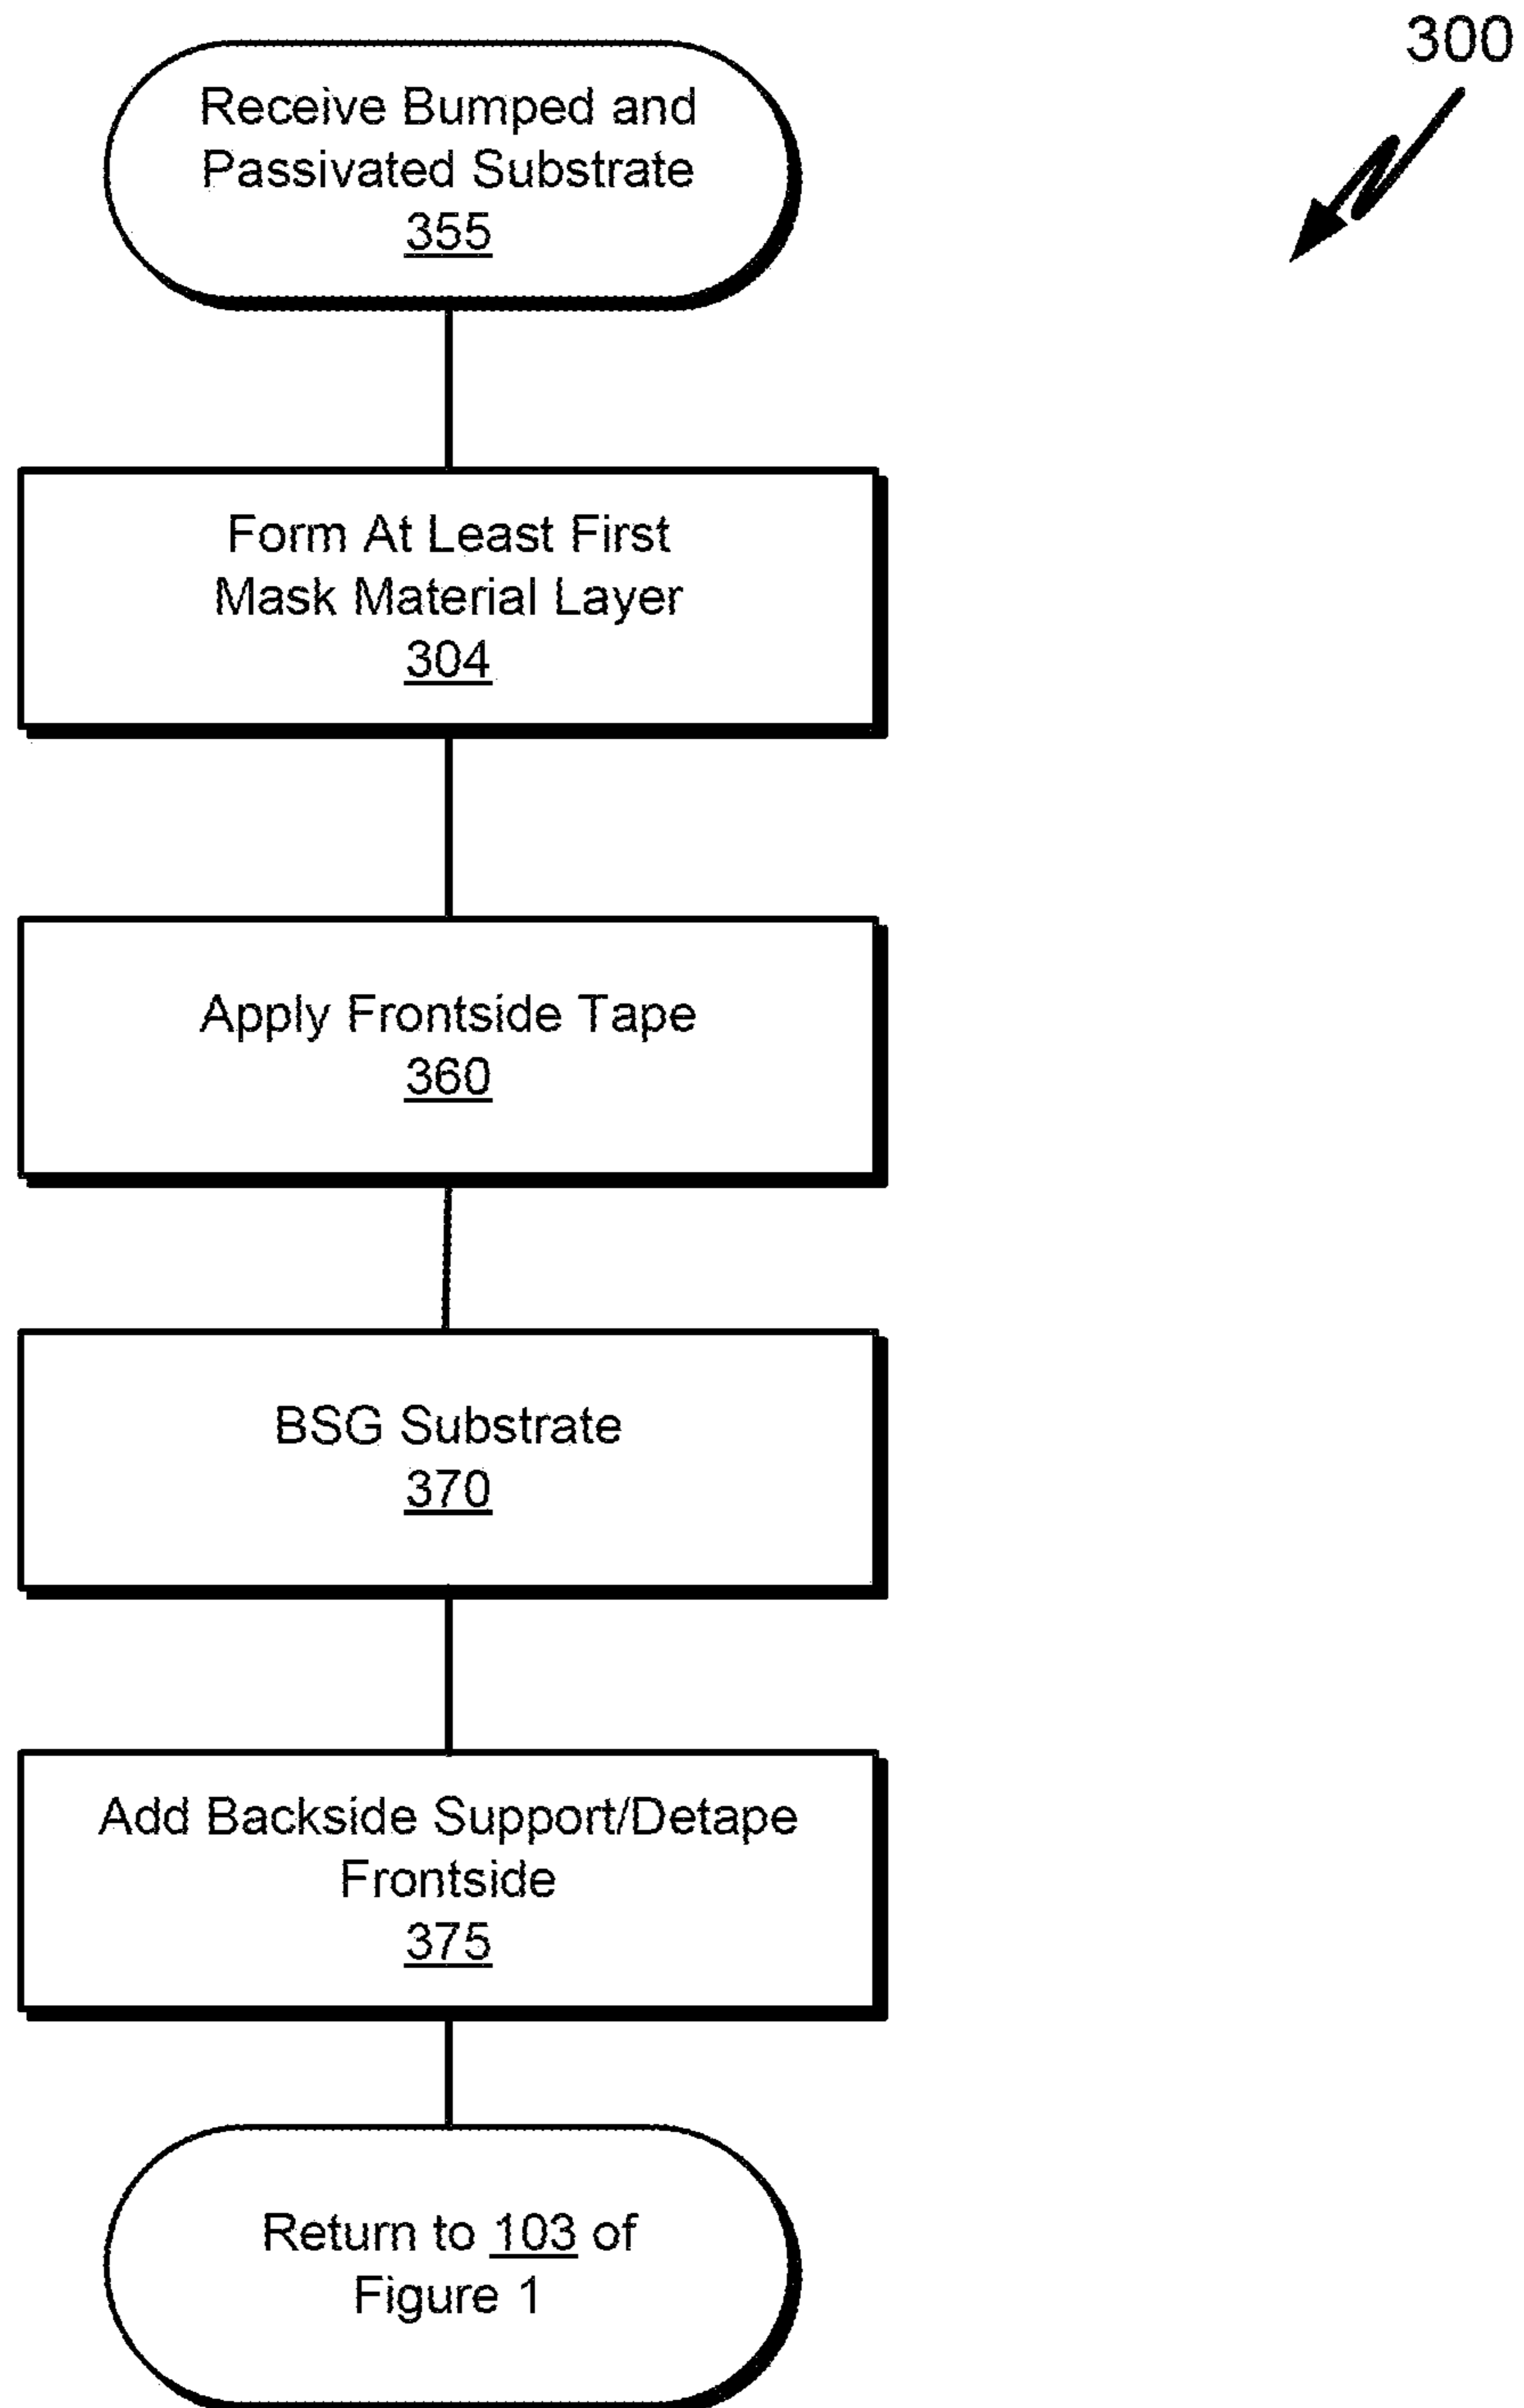 300
Receive Bumped and
Passivated Substrate
355
Form At Least First
Mask Material Layer
304
Apply Frontside Tape
360
BSG Substrate
370
Add Backside Support/Detape
Frontside
375
Return to 103 of
Figure 1